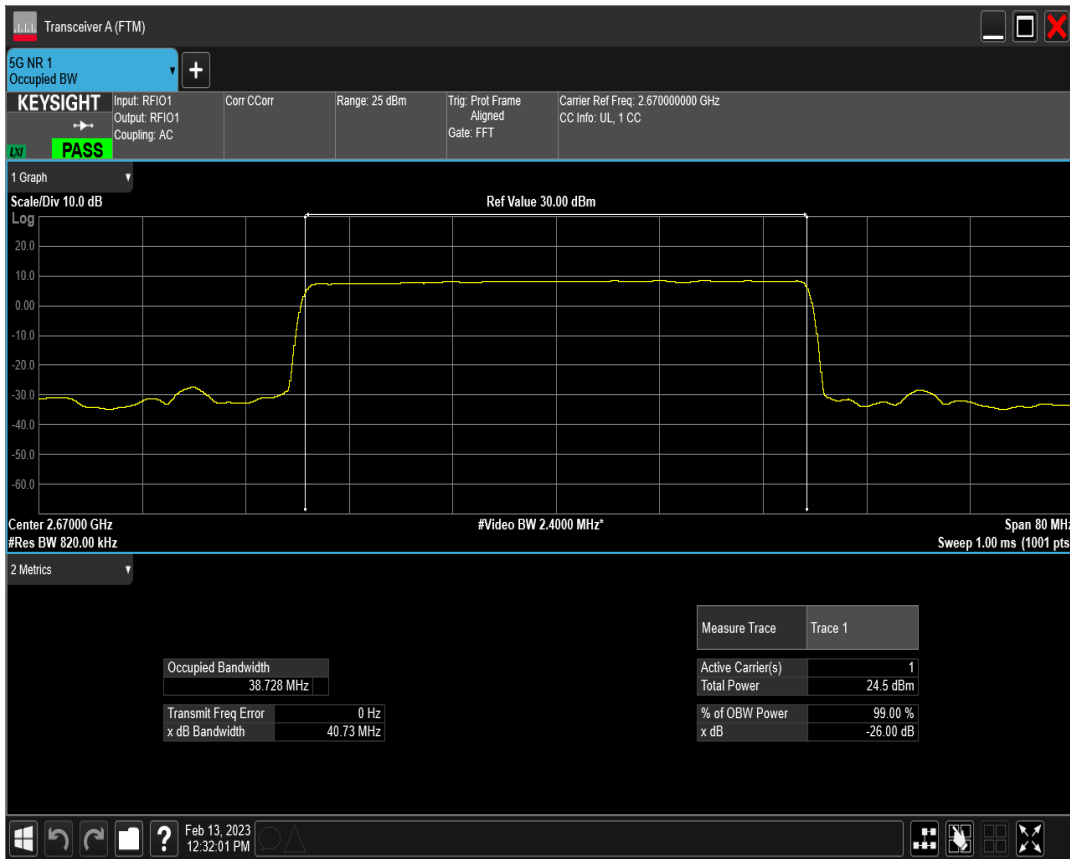 Transceiver A (FTM)
5G NR 1
Occupied BW
KEYSIGHT
LXI
PASS
Input: RFIO1
Output: RFIO1
Coupling: AC
Corr CCorr
Range: 25 dBm
Trig: Prot Frame
Aligned
Gate: FFT
Carrier Ref Freq: 2.670000000 GHz
CC Info: UL, 1 CC
1 Graph
Scale/Div 10.0 dB
Ref Value 30.00 dBm
Log
20.0
10.0
0.00
-10.0
-20.0
-30.0
-40.0
-50.0
-60.0
Center 2.67000 GHz
#Video BW 2.4000 MHz*
Span 80 MHz
#Res BW 820.00 kHz
Sweep 1.00 ms (1001 pts
2 Metrics
Measure Trace Trace 1
Occupied Bandwidth
38.728 MHz
Active Carrier(s) 1
Total Power 24.5 dBm
Transmit Freq Error 0 Hz
x dB Bandwidth 40.73 MHz
% of OBW Power 99.00 %
x dB -26.00 dB
?
Feb 13, 2023
12:32:01 PM